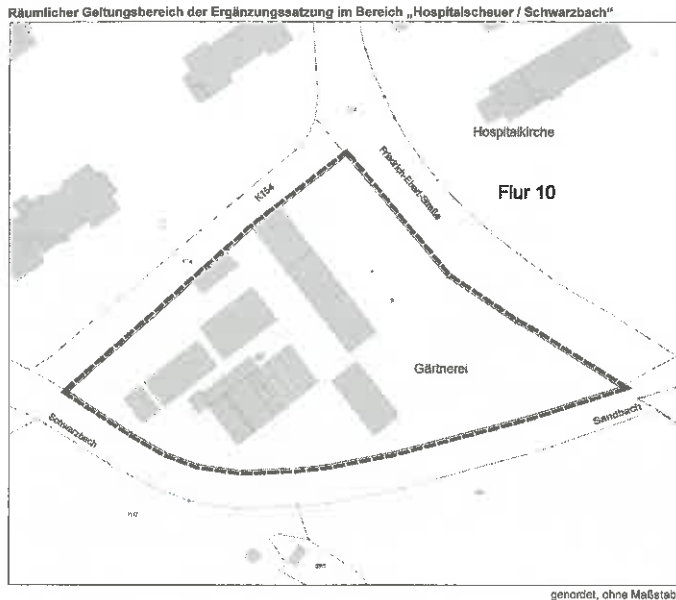 Räumlicher Geltungsbereich der Ergänzungssatzung im Bereich „Hospitalscheuer / Schwarzbach“
Hospitalkirche
Friedrich-Ebert-Straße
K154
Flur 10
Gärtnerei
Schwarzbach
Sandbach
genordet, ohne Maßstab